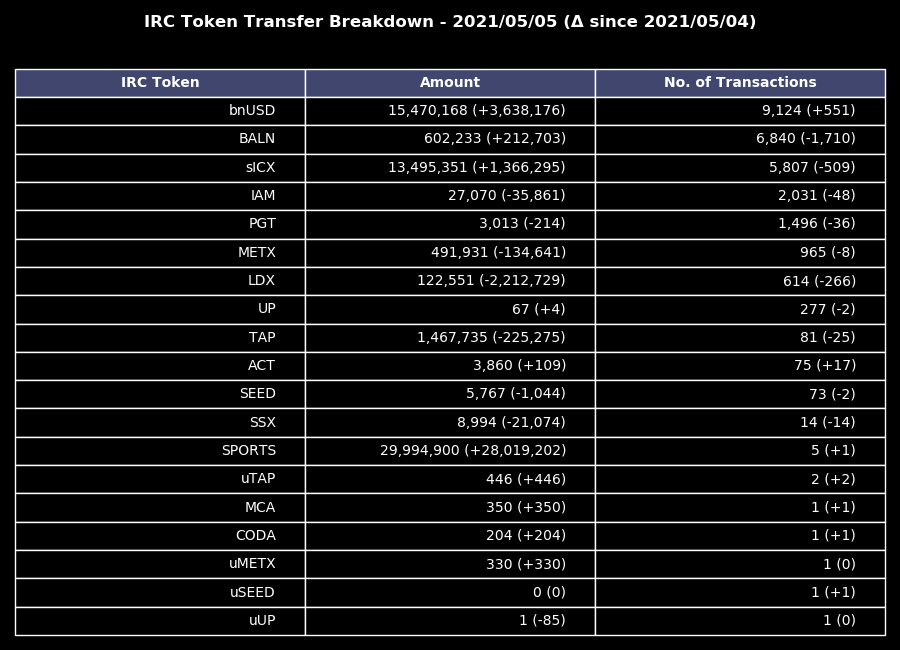 IRC Token Transfer Breakdown - 2021/05/05 (Δ since 2021/05/04)
IRC Token Amount No. of Transactions
bnUSD 15,470,168 (+3,638,176) 9,124 (+551)
BALN 602,233 (+212,703) 6,840 (-1,710)
sICX 13,495,351 (+1,366,295) 5,807 (-509)
IAM 27,070 (-35,861) 2,031 (-48)
PGT 3,013 (-214) 1,496 (-36)
METX 491,931 (-134,641) 965 (-8)
LDX 122,551 (-2,212,729) 614 (-266)
UP 67 (+4) 277 (-2)
TAP 1,467,735 (-225,275) 81 (-25)
ACT 3,860 (+109) 75 (+17)
SEED 5,767 (-1,044) 73 (-2)
SSX 8,994 (-21,074) 14 (-14)
SPORTS 29,994,900 (+28,019,202) 5 (+1)
uTAP 446 (+446) 2 (+2)
MCA 350 (+350) 1 (+1)
CODA 204 (+204) 1 (+1)
uMETX 330 (+330) 1 (0)
uSEED 0 (0) 1 (+1)
uUP 1 (-85) 1 (0)